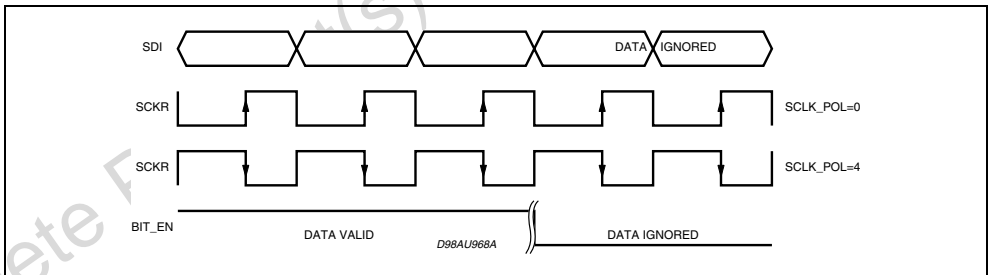 SDI
DATA IGNORED
SCKR
SCLK_POL=0
SCKR
SCLK_POL=4
BIT_EN
DATA VALID
D98AU968A
DATA IGNORED